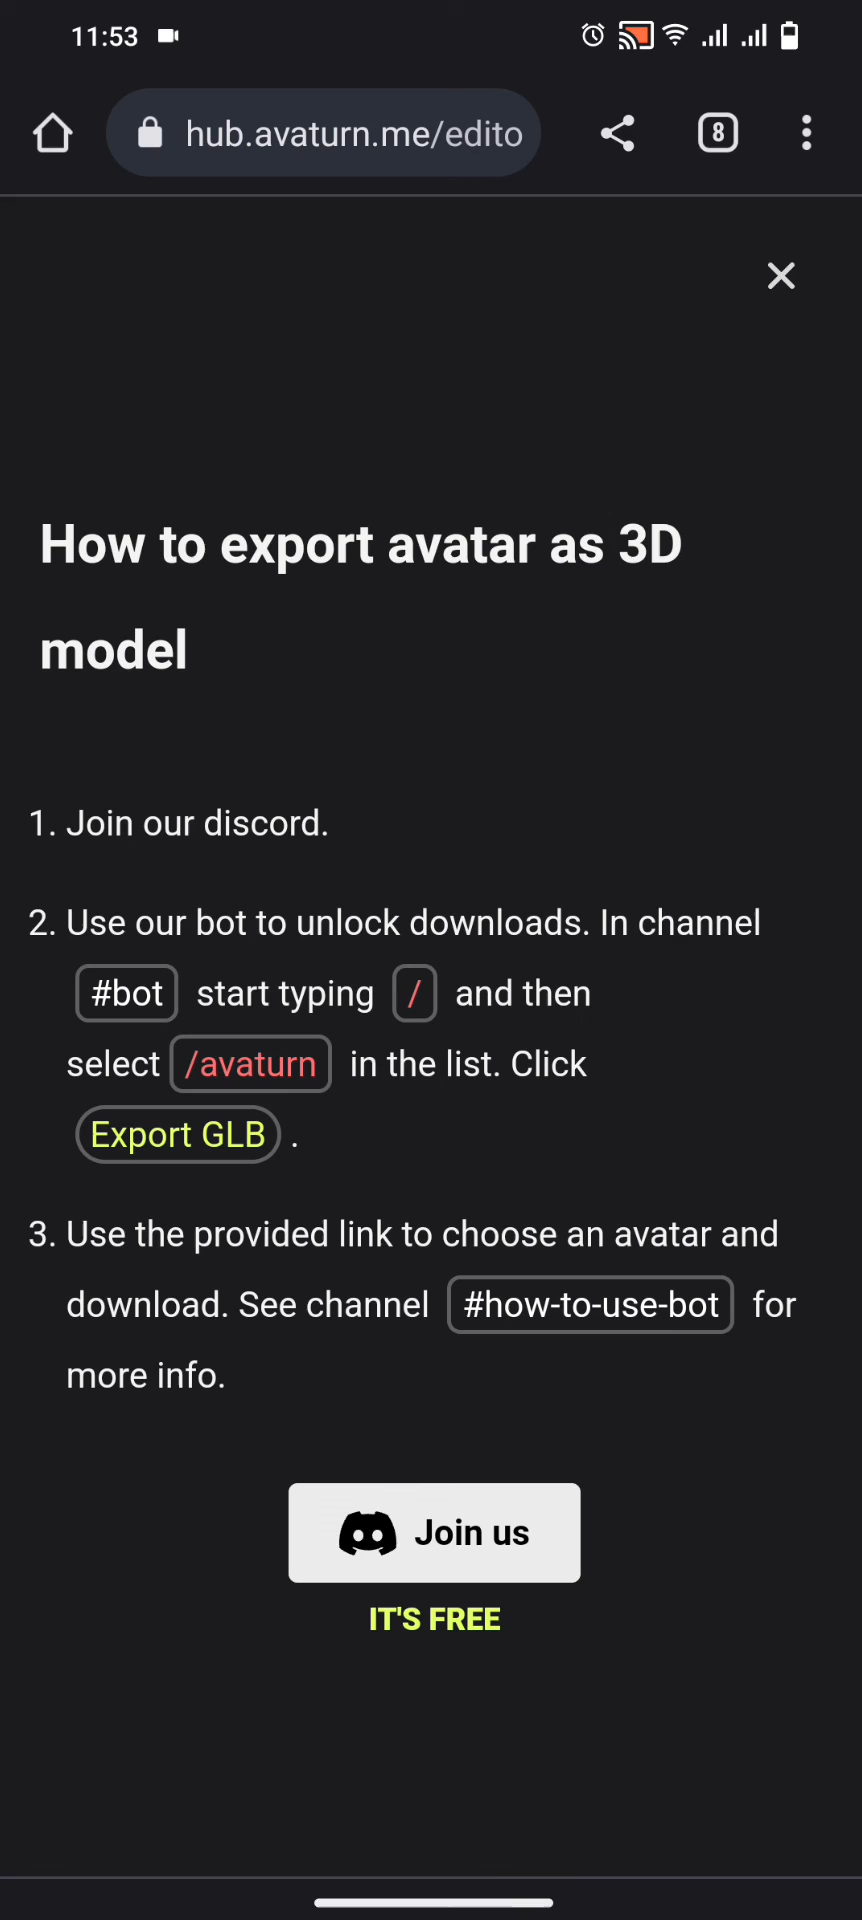 11:53
hub.avaturn.me/edito
8
How to export avatar as 3D
model
1. Join our discord.
2. Use our bot to unlock downloads. In channel
#bot start typing / and then
select /avaturn in the list. Click
Export GLB .
3. Use the provided link to choose an avatar and
download. See channel #how-to-use-bot for
more info.
Join us
IT'S FREE